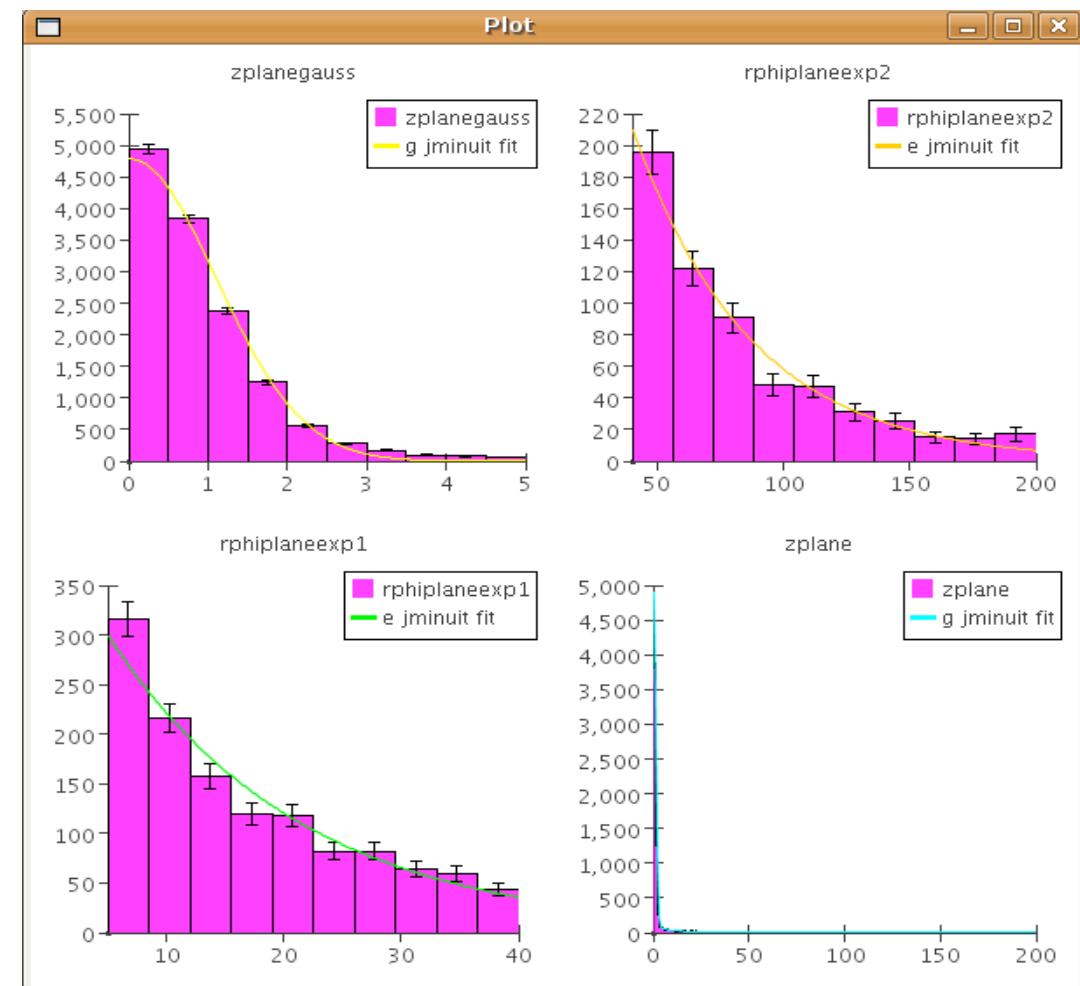 Plot
zplanegauss
zplanegauss
g jminuit fit
5,500
5,000
4,500
4,000
3,500
3,000
2,500
2,000
1,500
1,000
500
0
0 1 2 3 4 5
rphiplaneexp2
rphiplaneexp2
e jminuit fit
220
200
180
160
140
120
100
80
60
40
20
0
50 100 150 200
rphiplaneexp1
rphiplaneexp1
e jminuit fit
350
300
250
200
150
100
50
0
10 20 30 40
zplane
zplane
g jminuit fit
5,000
4,500
4,000
3,500
3,000
2,500
2,000
1,500
1,000
500
0
0 50 100 150 200